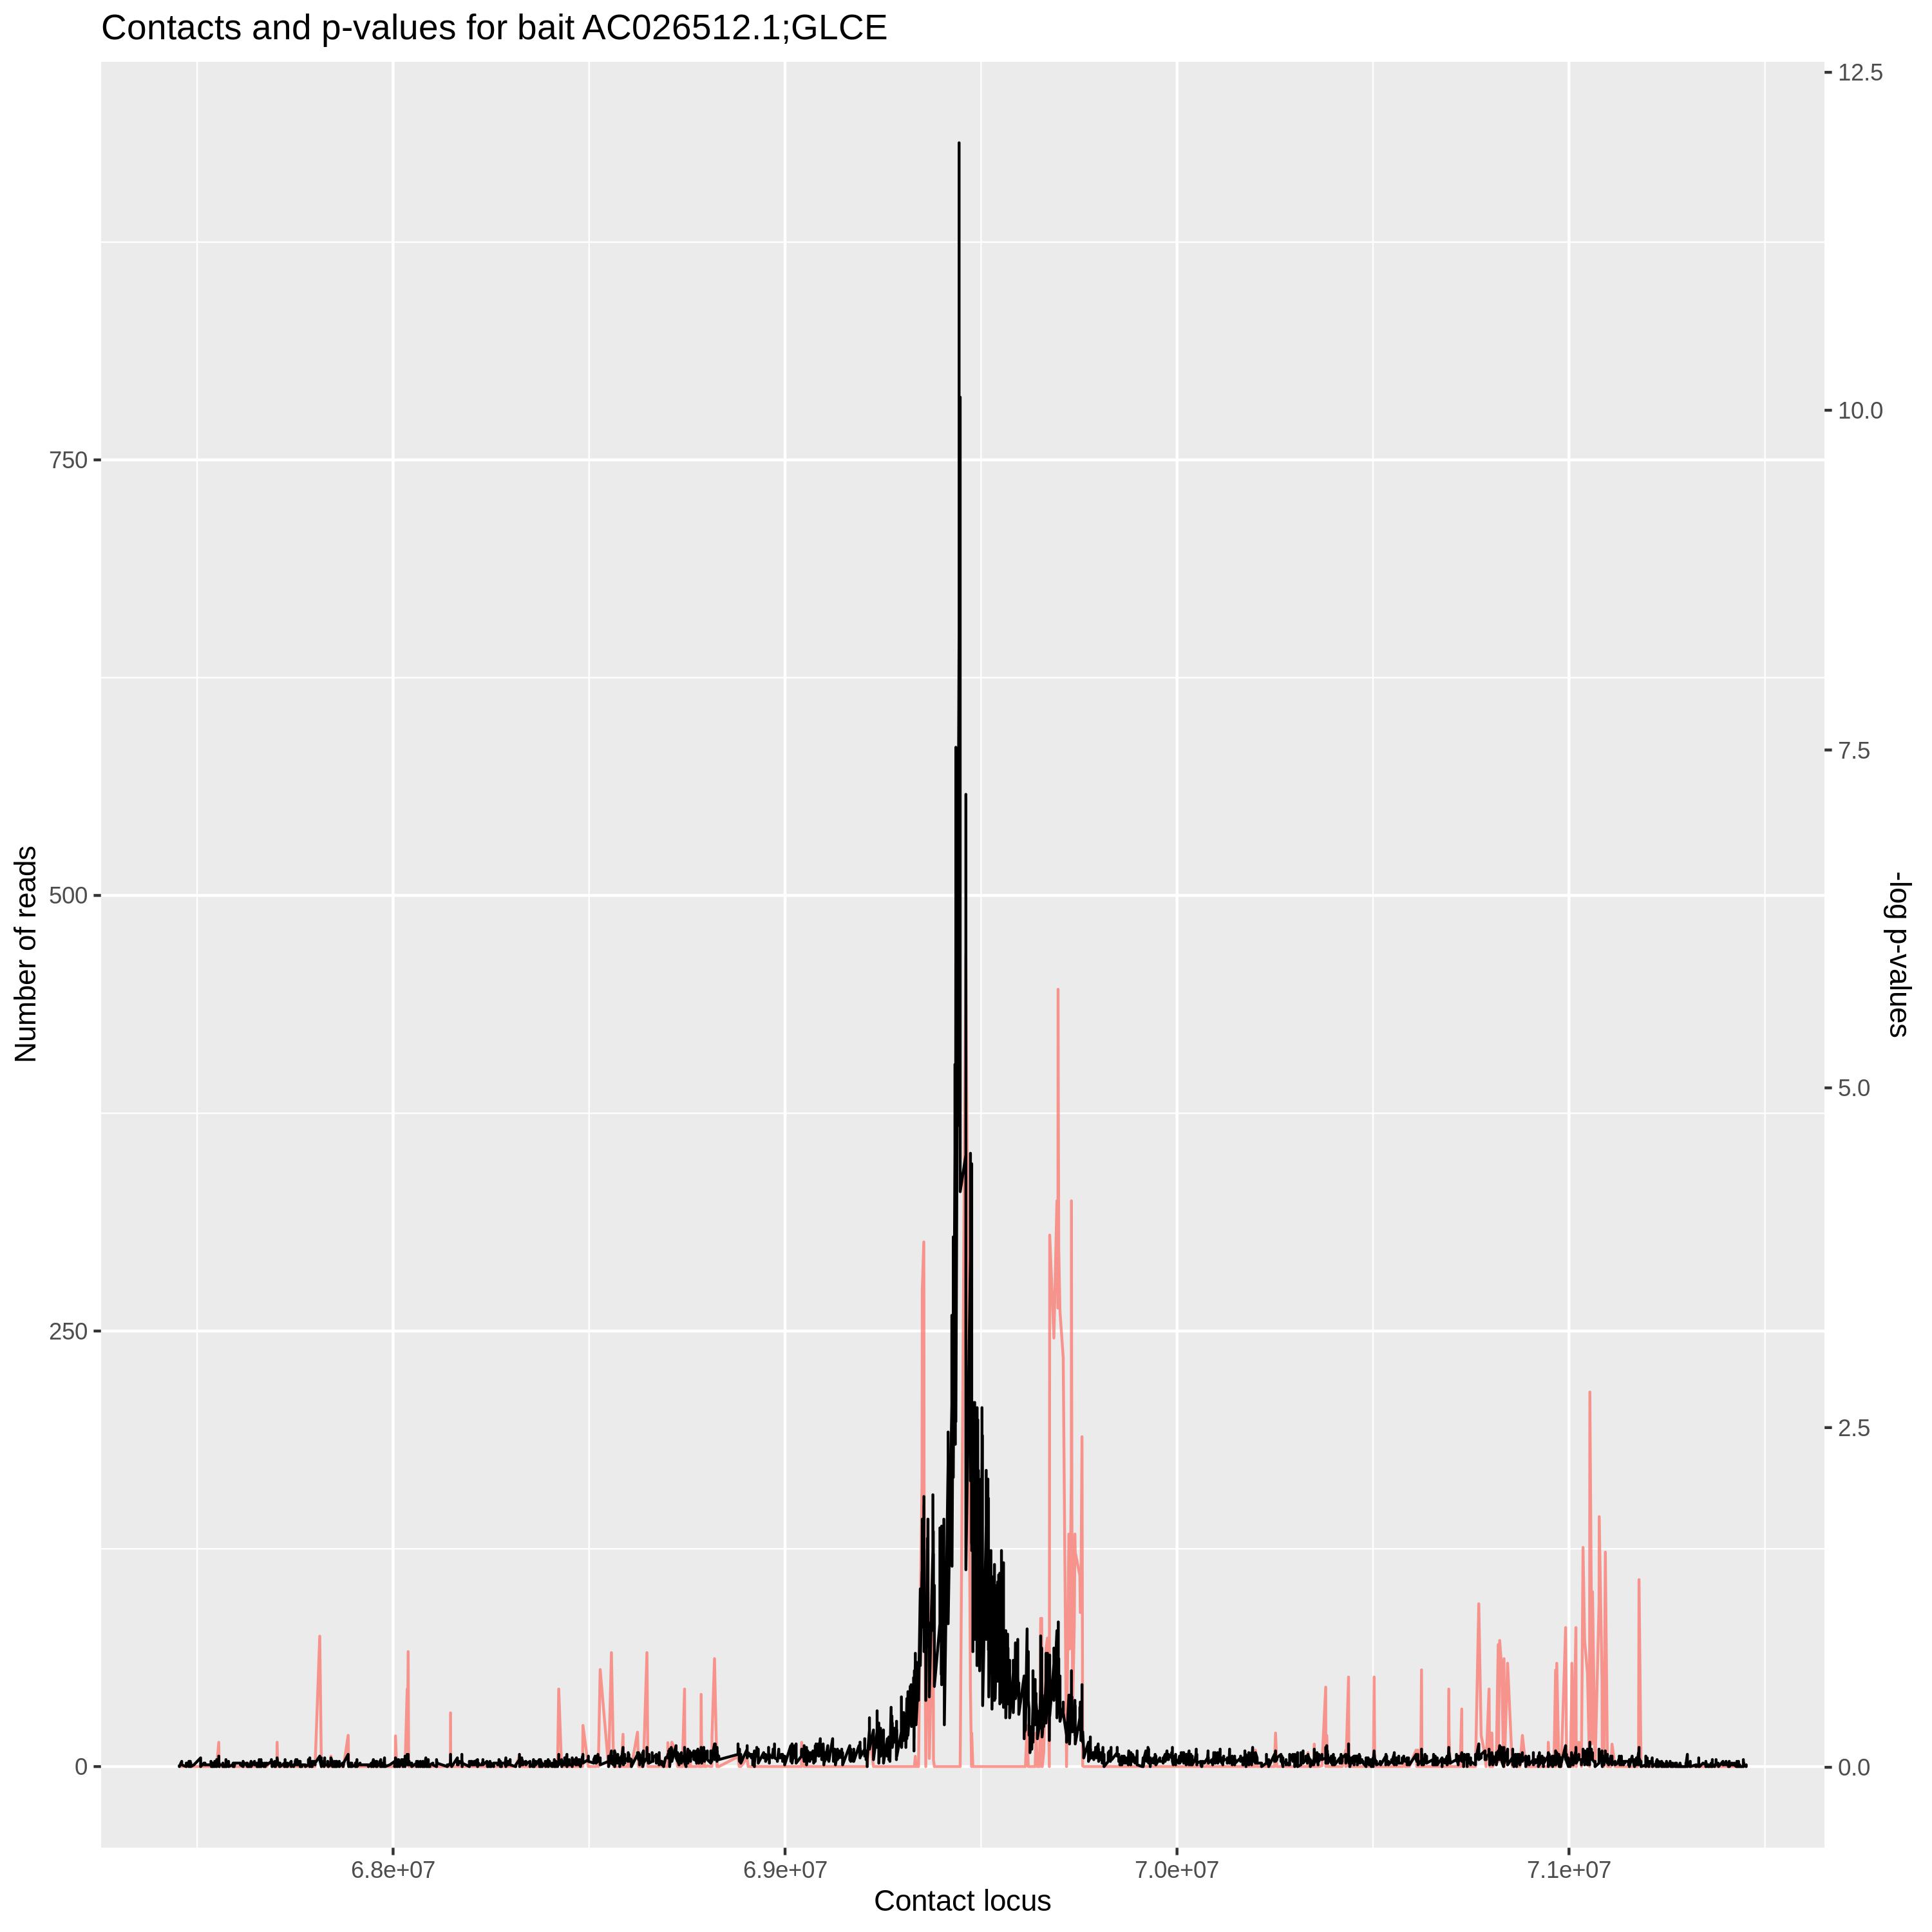 Contacts and p-values for bait AC026512.1;GLCE
12.5
10.0
750
7.5
Number of reads
500
-log p-values
5.0
250
2.5
0
0.0
6.8e+07
6.9e+07
7.0e+07
7.1e+07
Contact locus